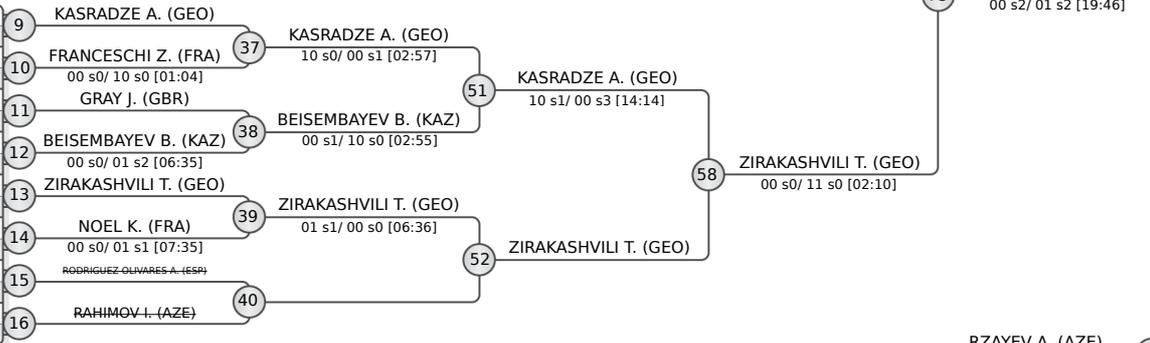 00 s2/ 01 s2 [19:46]
9
KASRADZE A. (GEO)
37
KASRADZE A. (GEO)
10 s0/ 00 s1 [02:57]
10
FRANCESCHI Z. (FRA)
00 s0/ 10 s0 [01:04]
51
KASRADZE A. (GEO)
10 s1/ 00 s3 [14:14]
11
GRAY J. (GBR)
38
BEISEMBAYEV B. (KAZ)
00 s1/ 10 s0 [02:55]
12
BEISEMBAYEV B. (KAZ)
00 s0/ 01 s2 [06:35]
58
ZIRAKASHVILI T. (GEO)
00 s0/ 11 s0 [02:10]
13
ZIRAKASHVILI T. (GEO)
39
ZIRAKASHVILI T. (GEO)
01 s1/ 00 s0 [06:36]
14
NOEL K. (FRA)
00 s0/ 01 s1 [07:35]
52
ZIRAKASHVILI T. (GEO)
15
RODRIGUEZ OLIVARES A. (ESP)
40
16
RAHIMOV I. (AZE)
RZAYEV A. (AZE)